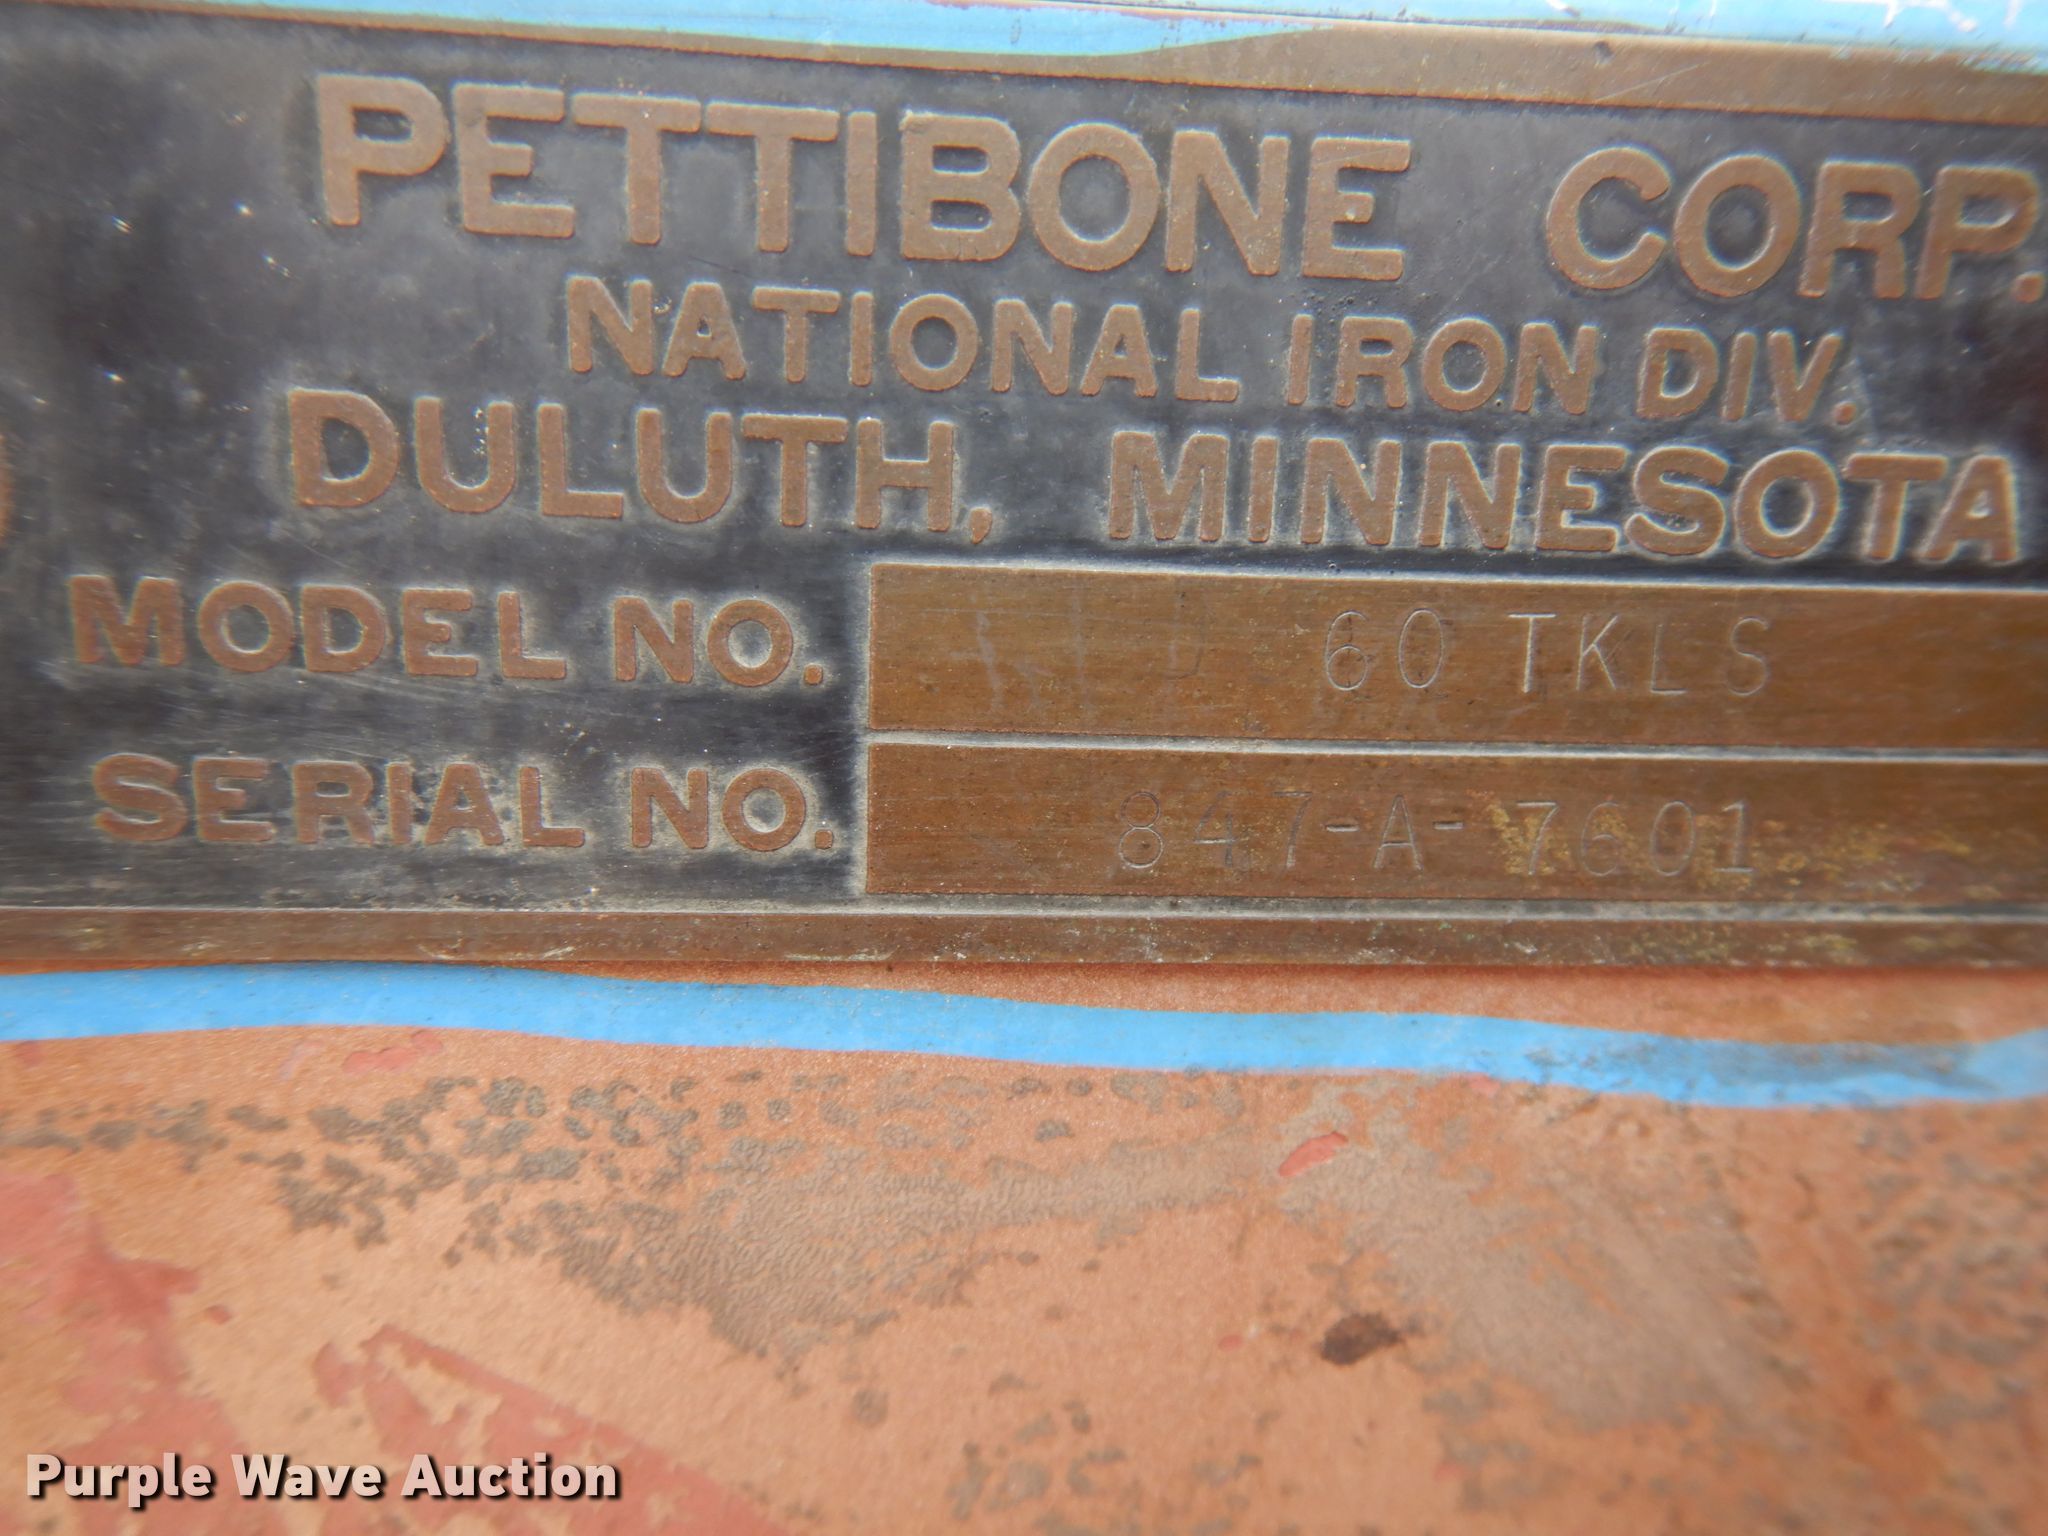 PETTIBONE CORP.
NATIONAL IRON DIV.
DULUTH, MINNESOTA
MODEL NO. 60 TKLS
SERIAL NO. 847-A-7601
Purple Wave Auction